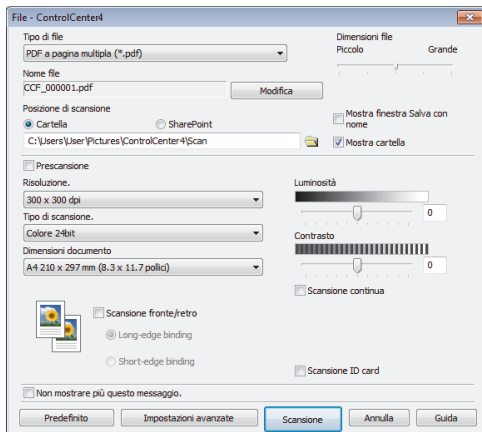 File - ControlCenter4
Tipo di file
PDF a pagina multipla (*.pdf)
Dimensioni file
Piccolo Grande
Nome file
CCF_000001.pdf
Modifica
Posizione di scansione
Cartella
SharePoint
C:\Users\User\Pictures\ControlCenter4\Scan
Mostra finestra Salva con
nome
Mostra cartella
Prescansione
Risoluzione.
300 x 300 dpi
Tipo di scansione.
Colore 24bit
Dimensioni documento
A4 210 x 297 mm (8.3 x 11.7 pollici)
Luminosità
0
Contrasto
0
Scansione continua
Scansione fronte/retro
Long-edge binding
Short-edge binding
Scansione ID card
Non mostrare più questo messaggio.
Predefinito Impostazioni avanzate Scansione Annulla Guida